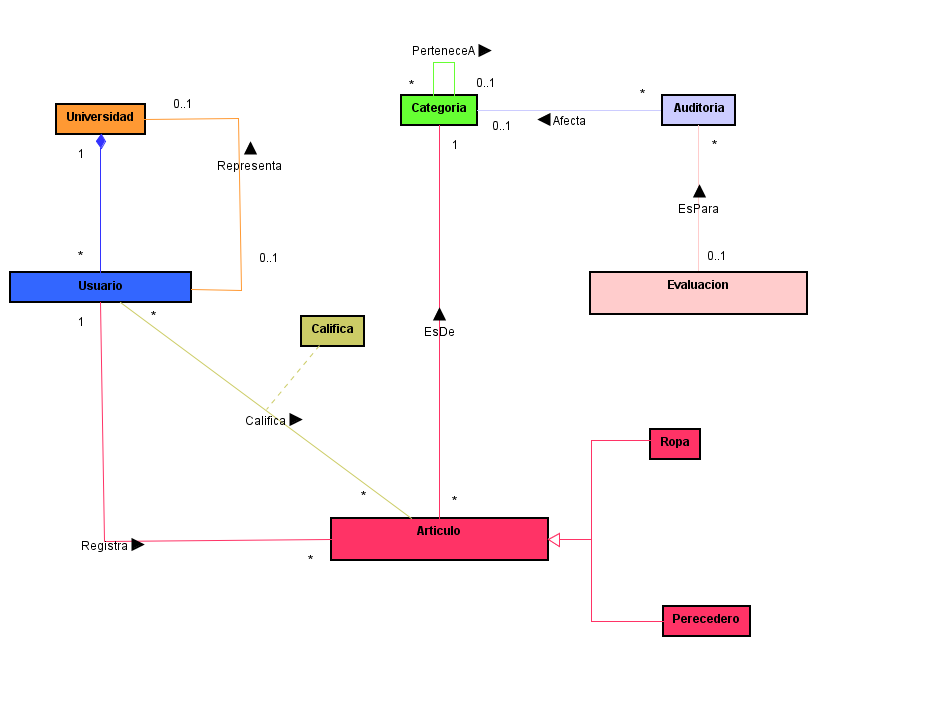 PerteneceA
*
0..1
Universidad
0..1
Categoria
*
Auditoria
0..1
Afecta
1
1
*
Representa
EsPara
*
0..1
0..1
Usuario
Evaluacion
1
*
Califica
EsDe
Califica
Ropa
*
*
Articulo
Registra
*
Perecedero